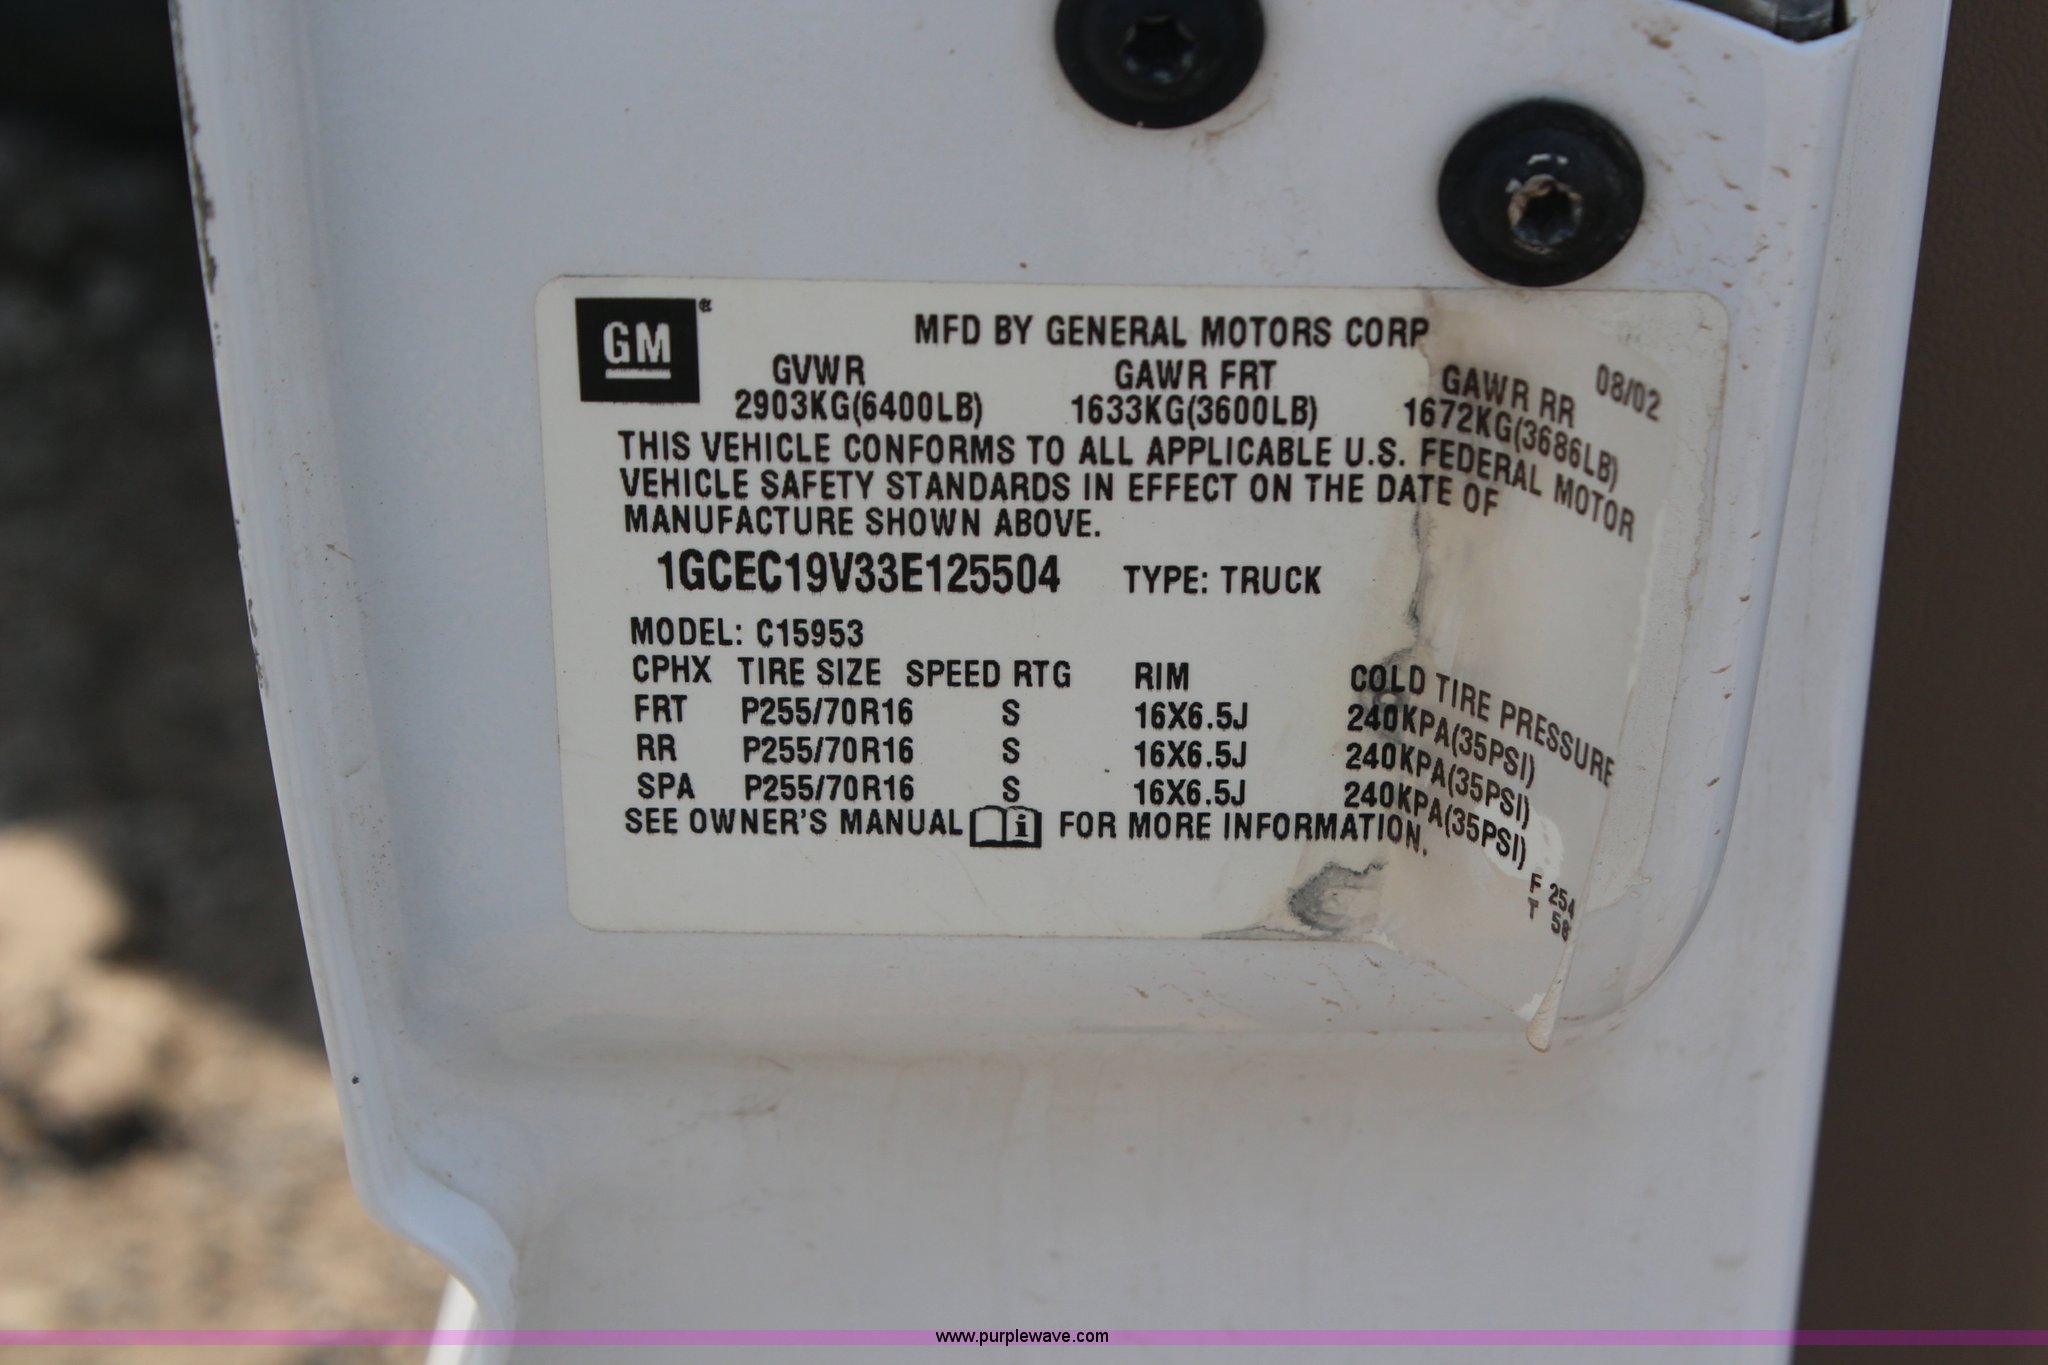 GM®
MFD BY GENERAL MOTORS CORP
08/02
GVWR GAWR FRT GAWR RR
2903KG(6400LB) 1633KG(3600LB) 1672KG(3686LB)
THIS VEHICLE CONFORMS TO ALL APPLICABLE U.S. FEDERAL MOTOR
VEHICLE SAFETY STANDARDS IN EFFECT ON THE DATE OF
MANUFACTURE SHOWN ABOVE.
1GCEC19V33E125504 TYPE: TRUCK
MODEL: C15953
CPHX TIRE SIZE SPEED RTG RIM COLD TIRE PRESSURE
FRT P255/70R16 S 16X6.5J 240KPA(35PSI)
RR P255/70R16 S 16X6.5J 240KPA(35PSI)
SPA P255/70R16 S 16X6.5J 240KPA(35PSI)
SEE OWNER'S MANUAL i FOR MORE INFORMATION.
F 254
T 58
www.purplewave.com